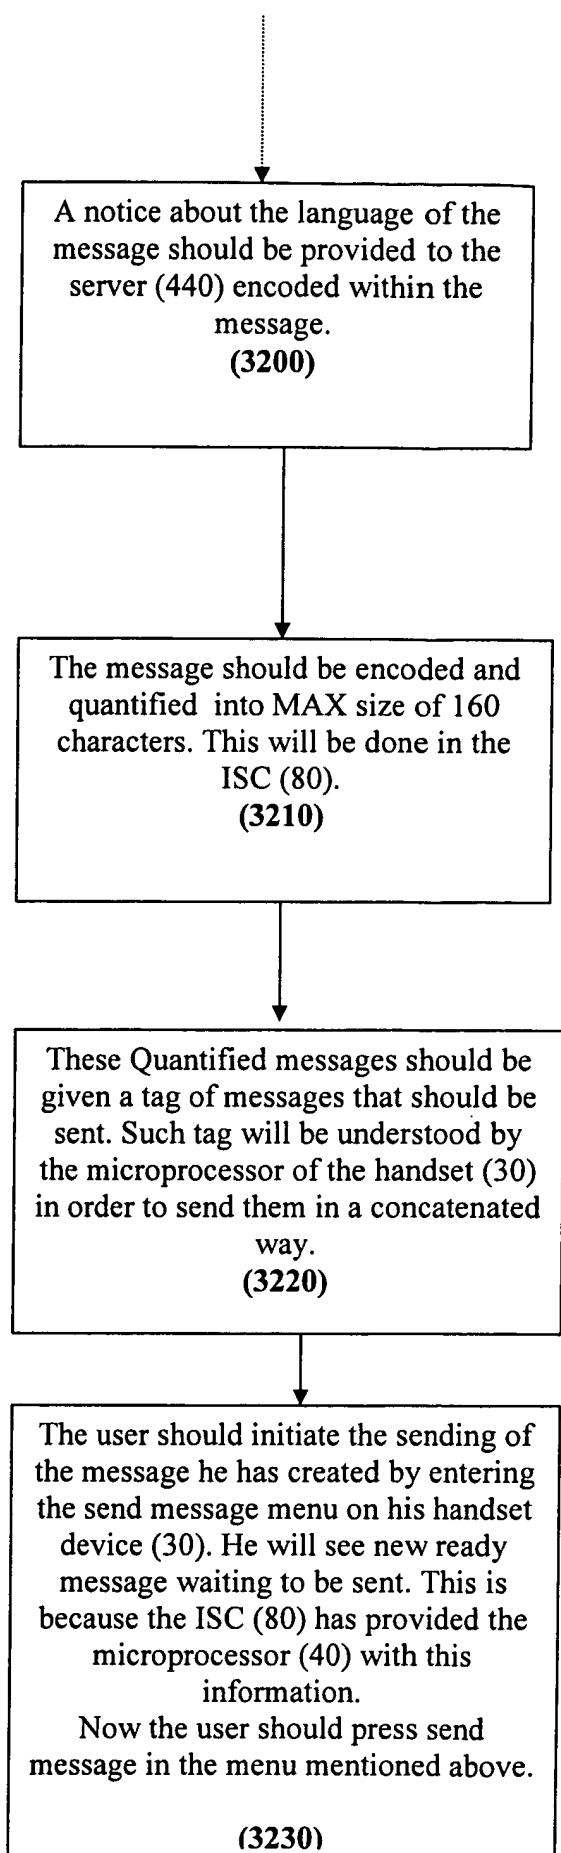 A notice about the language of the
message should be provided to the
server (440) encoded within the
message.
(3200)
The message should be encoded and
quantified into MAX size of 160
characters. This will be done in the
ISC (80).
(3210)
These Quantified messages should be
given a tag of messages that should be
sent. Such tag will be understood by
the microprocessor of the handset (30)
in order to send them in a concatenated
way.
(3220)
The user should initiate the sending of
the message he has created by entering
the send message menu on his handset
device (30). He will see new ready
message waiting to be sent. This is
because the ISC (80) has provided the
microprocessor (40) with this
information.
Now the user should press send
message in the menu mentioned above.
(3230)